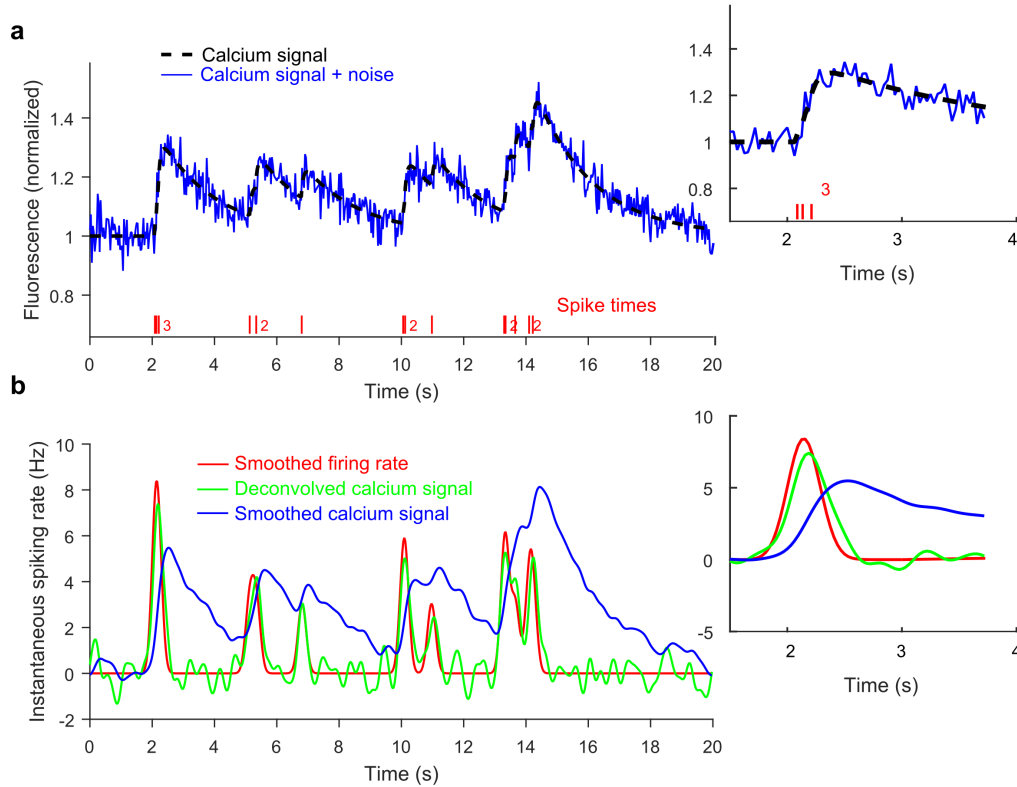 a
Calcium signal
Calcium signal + noise
Fluorescence (normalized)
1.4
1.2
1
0.8
Spike times
3
2
2
2
2
0 2 4 6 8 10 12 14 16 18 20
Time (s)
1.4
1.2
1
0.8
3
2 3 4
Time (s)
b
Smoothed firing rate
Deconvolved calcium signal
Smoothed calcium signal
Instantaneous spiking rate (Hz)
10
8
6
4
2
0
-2
0 2 4 6 8 10 12 14 16 18 20
Time (s)
10
5
0
-5
2 3 4
Time (s)